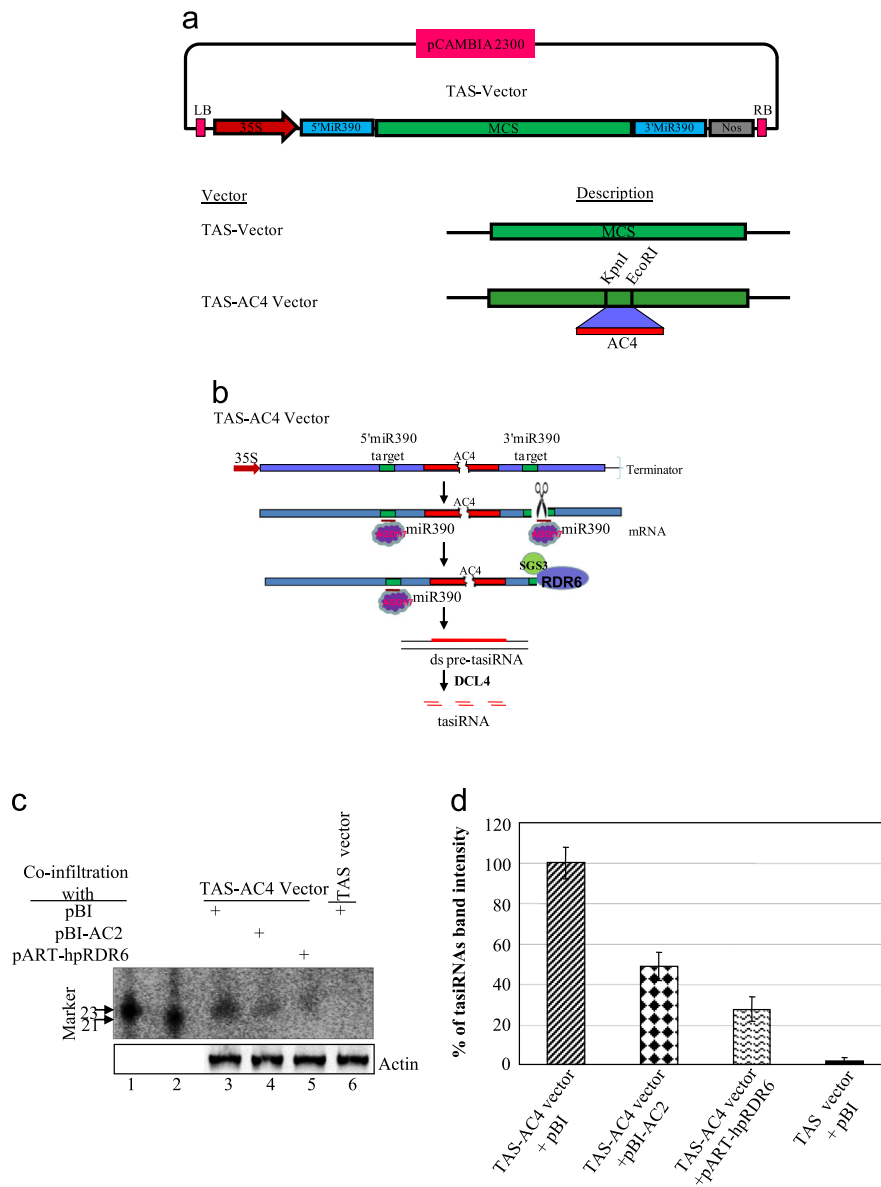 a
pCAMBIA2300
TAS-Vector
LB
RB
35S
5'MiR390
MCS
3'MiR390
Nos
Vector
Description
TAS-Vector
MCS
KpnI
EcoRI
TAS-AC4 Vector
AC4
b
TAS-AC4 Vector
5'miR390
target
3'miR390
target
AC4
35S
Terminator
AC4
miR390
miR390
mRNA
AC4
SGS3
RDR6
miR390
ds pre-tasiRNA
DCL4
tasiRNA
c
Co-infiltration
with
TAS-AC4 Vector
TAS vector
pBI
+
+
pBI-AC2
+
pART-hpRDR6
+
Marker
23
21
Actin
1 2 3 4 5 6
d
% of tasiRNAs band intensity
120
100
80
60
40
20
0
TAS-AC4 vector
+ pBI
TAS-AC4 vector
+pBI-AC2
TAS-AC4 vector
+pART-hpRDR6
TAS vector
+ pBI